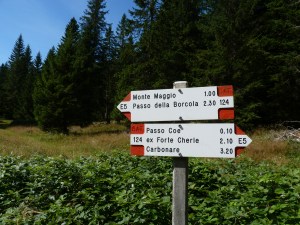 Monte Maggio 1.00
E5 Passo della Borcola 2.30 124
Passo Coe 0.10
124 ex Forte Cherle 2.10 E5
Carbonare 3.20